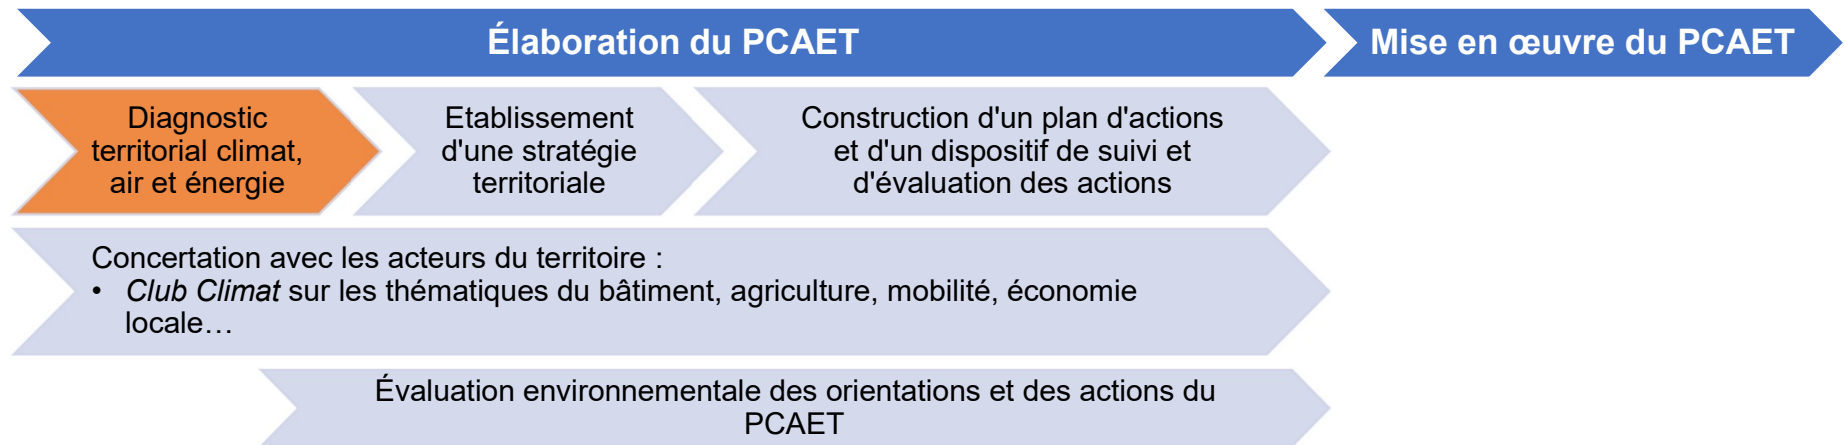 Élaboration du PCAET
Mise en œuvre du PCAET
Diagnostic
territorial climat,
air et énergie
Etablissement
d'une stratégie
territoriale
Construction d'un plan d'actions
et d'un dispositif de suivi et
d'évaluation des actions
Concertation avec les acteurs du territoire :
• Club Climat sur les thématiques du bâtiment, agriculture, mobilité, économie
locale…
Évaluation environnementale des orientations et des actions du
PCAET